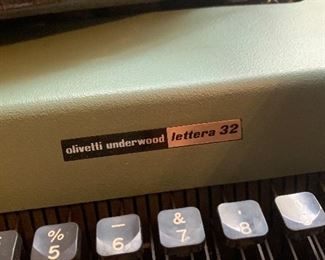 olivetti underwood lettera 32
% _ & '
5 6 7 8